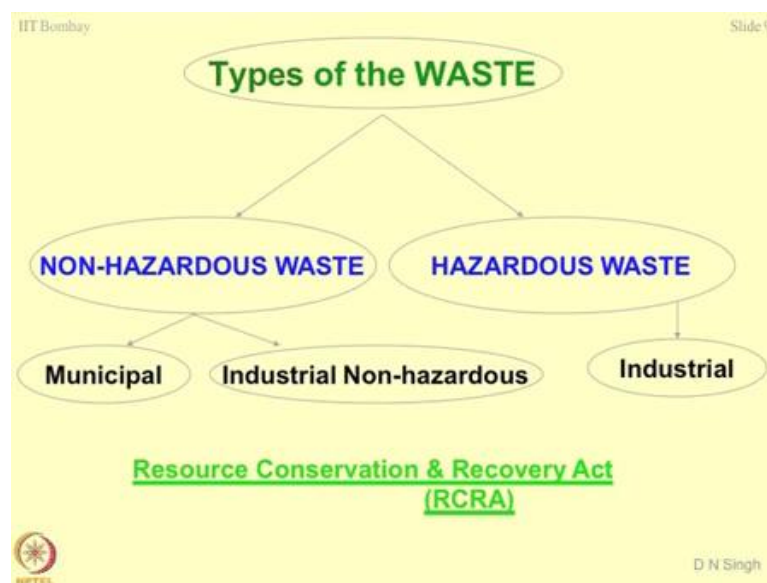 IIT Bombay
Slide
Types of the WASTE
NON-HAZARDOUS WASTE
HAZARDOUS WASTE
Municipal
Industrial Non-hazardous
Industrial
Resource Conservation & Recovery Act
(RCRA)
NPTEL
D N Singh